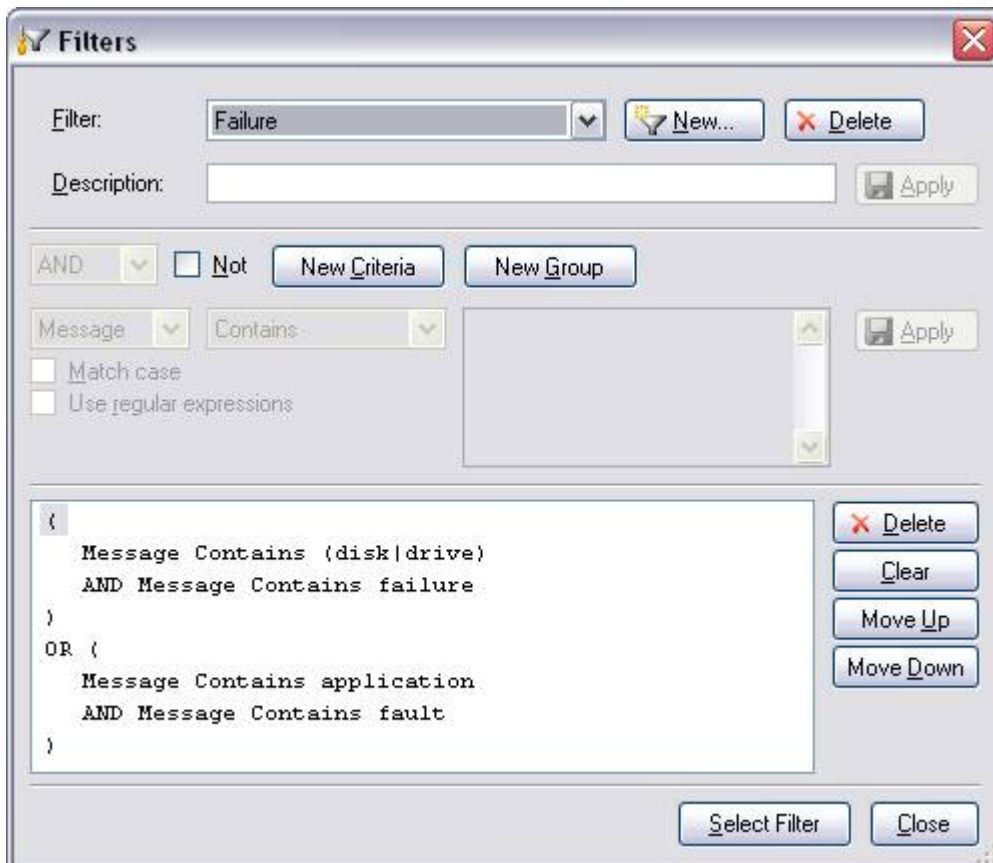 Filters
Filter: Failure New... Delete
Description: Apply
AND Not New Criteria New Group
Message Contains Apply
Match case
Use regular expressions
(
Message Contains (disk|drive)
AND Message Contains failure
)
OR (
Message Contains application
AND Message Contains fault
)
Delete
Clear
Move Up
Move Down
Select Filter Close